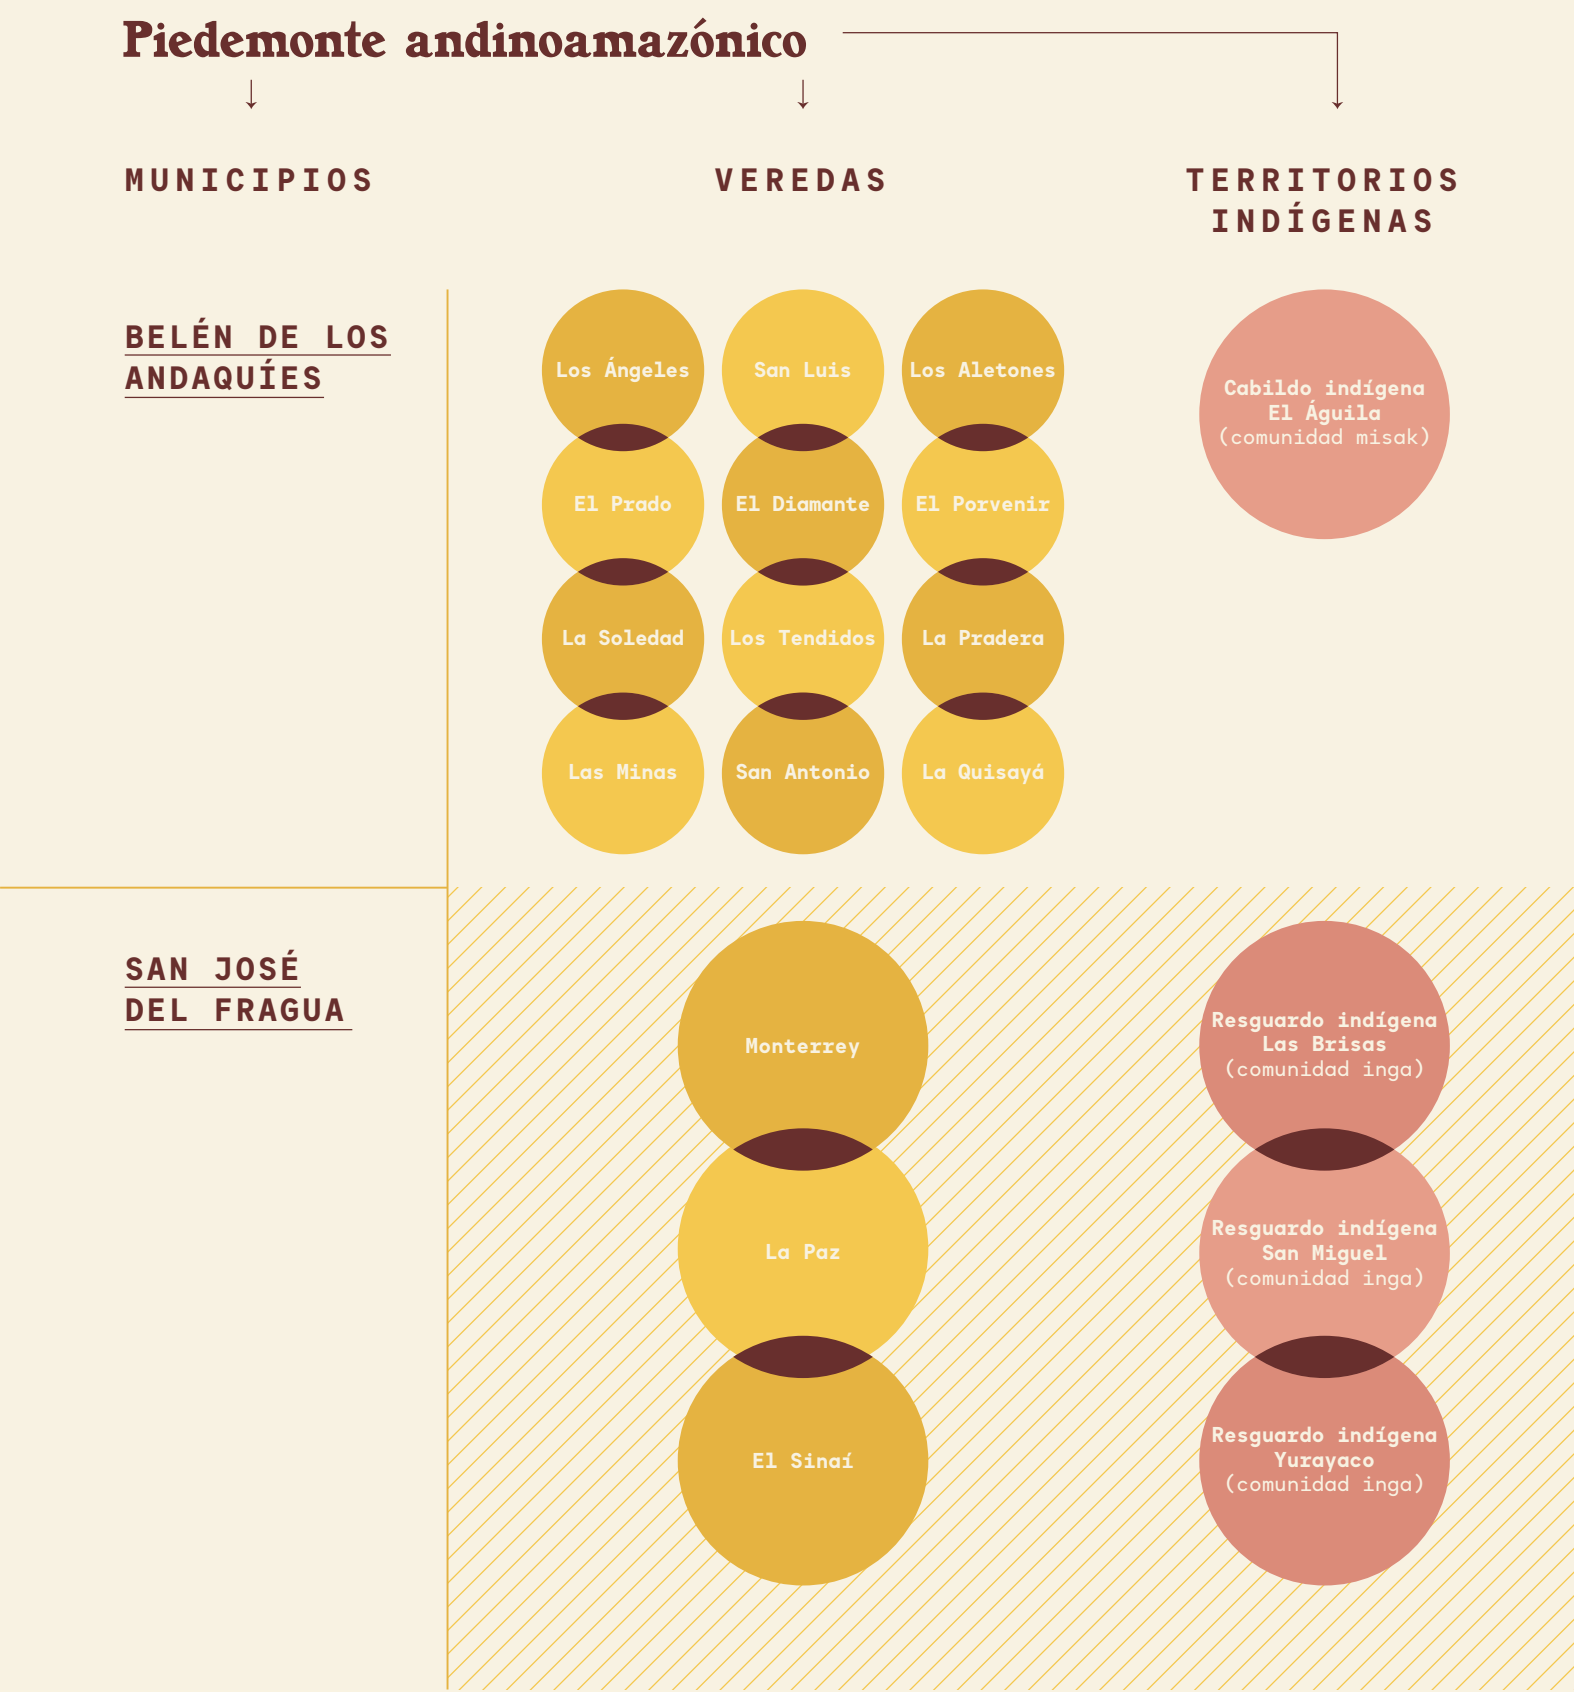 Piedemonte andinoamazónico
MUNICIPIOS
VEREDAS
TERRITORIOS
INDÍGENAS
BELÉN DE LOS
ANDAQUÍES
Los Ángeles
San Luis
Los Aletones
El Prado
El Diamante
El Porvenir
La Soledad
Los Tendidos
La Pradera
Las Minas
San Antonio
La Quisayá
Cabildo indígena
El Águila
(comunidad misak)
SAN JOSÉ
DEL FRAGUA
Monterrey
La Paz
El Sinaí
Resguardo indígena
Las Brisas
(comunidad inga)
Resguardo indígena
San Miguel
(comunidad inga)
Resguardo indígena
Yurayaco
(comunidad inga)